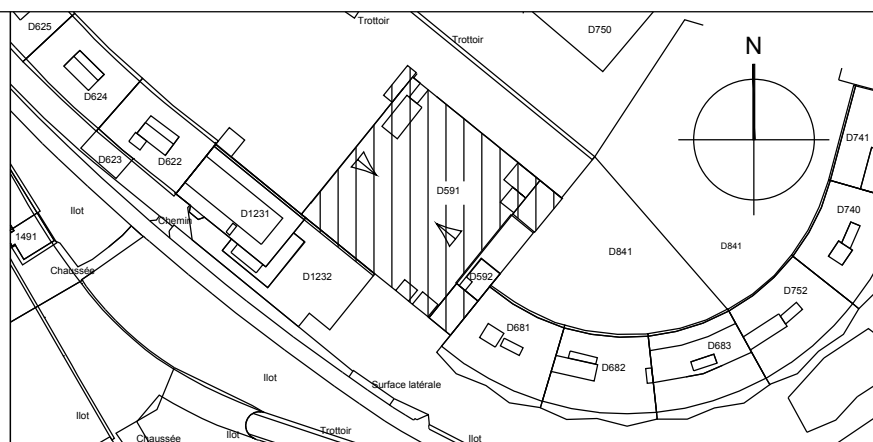 Trottoir
D625
D750
Trottoir
N
D624
D741
D622
D623
D591
D740
Ilot
D1231
Chemin
1491
D841
D841
Chaussée
D1232
D592
D752
D681
D683
D682
Ilot
Surface latérale
Ilot
Trottoir
Ilot
Chaussée
Ilot